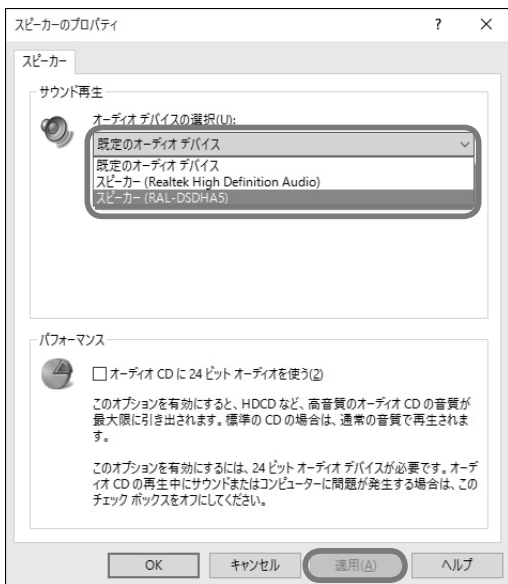 スピーカーのプロパティ ? ×
スピーカー
サウンド再生
オーディオ デバイスの選択(U):
既定のオーディオ デバイス
既定のオーディオ デバイス
スピーカー (Realtek High Definition Audio)
スピーカー (RAL-DSDHA5)
パフォーマンス
オーディオ CD に 24 ビット オーディオを使う(2)
このオプションを有効にすると、HDCD など、高音質のオーディオ CD の音質が
最大限に引き出されます。標準の CD の場合は、通常の音質で再生されま
す。
このオプションを有効にするには、24 ビット オーディオ デバイスが必要です。オーデ
ィオ CD の再生中にサウンドまたはコンピューターに問題が発生する場合は、この
チェック ボックスをオフにしてください。
OK キャンセル 適用(A) ヘルプ